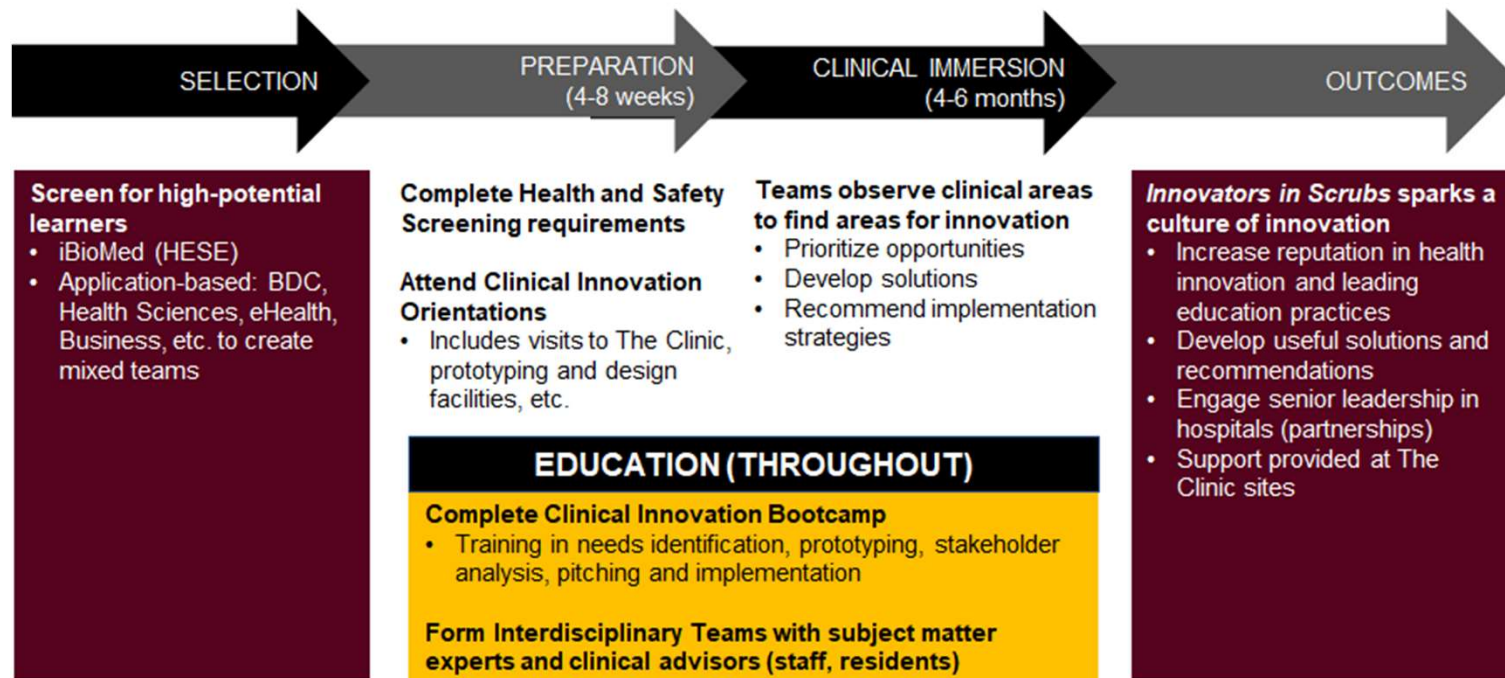 SELECTION
PREPARATION
(4-8 weeks)
CLINICAL IMMERSION
(4-6 months)
OUTCOMES
Screen for high-potential
learners
• iBioMed (HESE)
• Application-based: BDC,
Health Sciences, eHealth,
Business, etc. to create
mixed teams
Complete Health and Safety
Screening requirements
Attend Clinical Innovation
Orientations
• Includes visits to The Clinic,
prototyping and design
facilities, etc.
Teams observe clinical areas
to find areas for innovation
• Prioritize opportunities
• Develop solutions
• Recommend implementation
strategies
EDUCATION (THROUGHOUT)
Complete Clinical Innovation Bootcamp
• Training in needs identification, prototyping, stakeholder
analysis, pitching and implementation
Form Interdisciplinary Teams with subject matter
experts and clinical advisors (staff, residents)
Innovators in Scrubs sparks a
culture of innovation
• Increase reputation in health
innovation and leading
education practices
• Develop useful solutions and
recommendations
• Engage senior leadership in
hospitals (partnerships)
• Support provided at The
Clinic sites